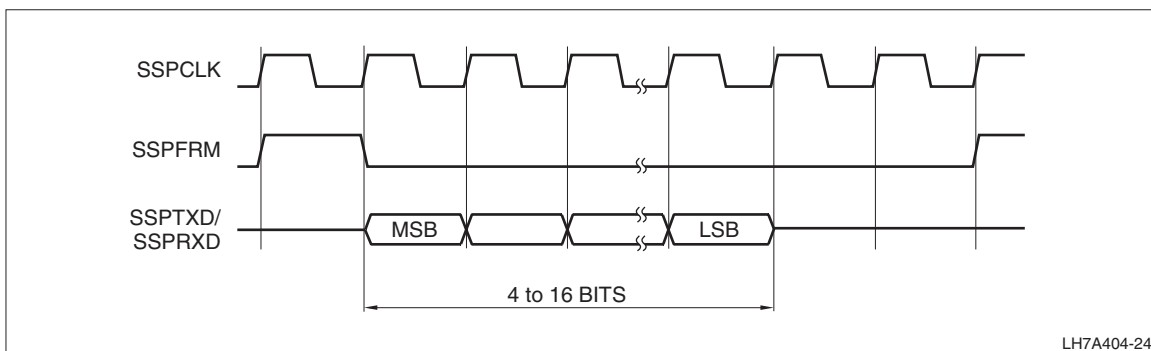 SSPCLK
SSPFRM
SSPTXD/
SSPRXD
MSB
LSB
4 to 16 BITS
LH7A404-24